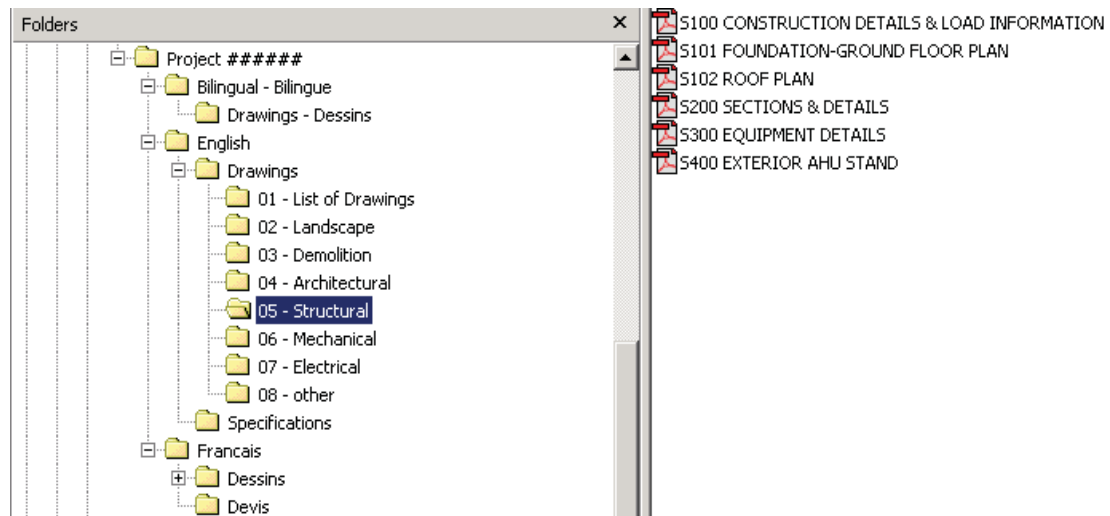 Folders
Project ######
Bilingual - Bilingue
Drawings - Dessins
English
Drawings
01 - List of Drawings
02 - Landscape
03 - Demolition
04 - Architectural
05 - Structural
06 - Mechanical
07 - Electrical
08 - other
Specifications
Francais
Dessins
Devis
S100 CONSTRUCTION DETAILS & LOAD INFORMATION
S101 FOUNDATION-GROUND FLOOR PLAN
S102 ROOF PLAN
S200 SECTIONS & DETAILS
S300 EQUIPMENT DETAILS
S400 EXTERIOR AHU STAND